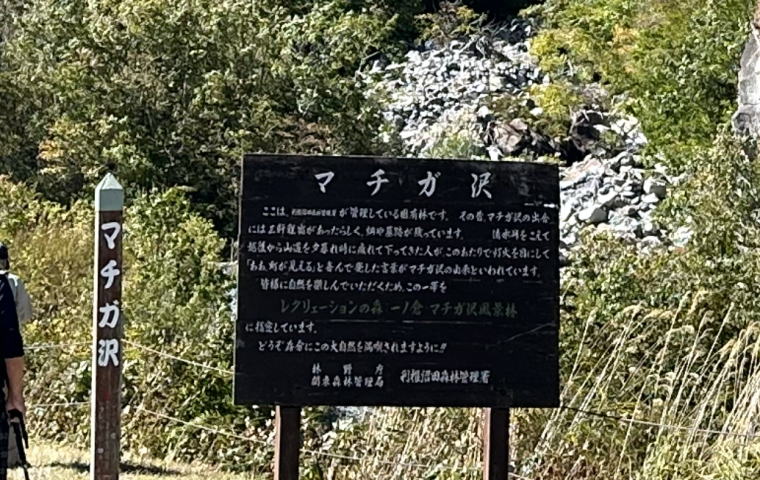 マチガ沢
マチガ沢
ここは、利根沼田森林管理署が管理している国有林です。 その昔、マチガ沢の出合
には五軒程宿があったらしく、畑や墓跡が残っています。 清水峠をこえて
越後から山道を夕暮れ時に疲れて下ってきた人が、このあたりで灯火を目にして
「ああ、町が見える」と喜んで発した言葉がマチガ沢の由来といわれています。
皆様に自然を楽しんでいただくため、この一帯を
レクリェーションの森 一ノ倉 マチガ沢風景林
に指定しています。
どうぞ存分にこの大自然を満喫されますように!!
林野庁
関東森林管理局 利根沼田森林管理署